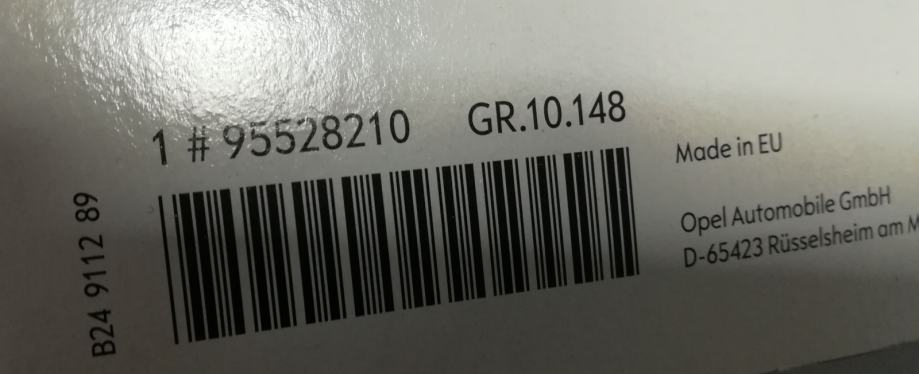 1 # 95528210 GR.10.148
Made in EU
Opel Automobile GmbH
D-65423 Rüsselsheim am
B24 9112 89